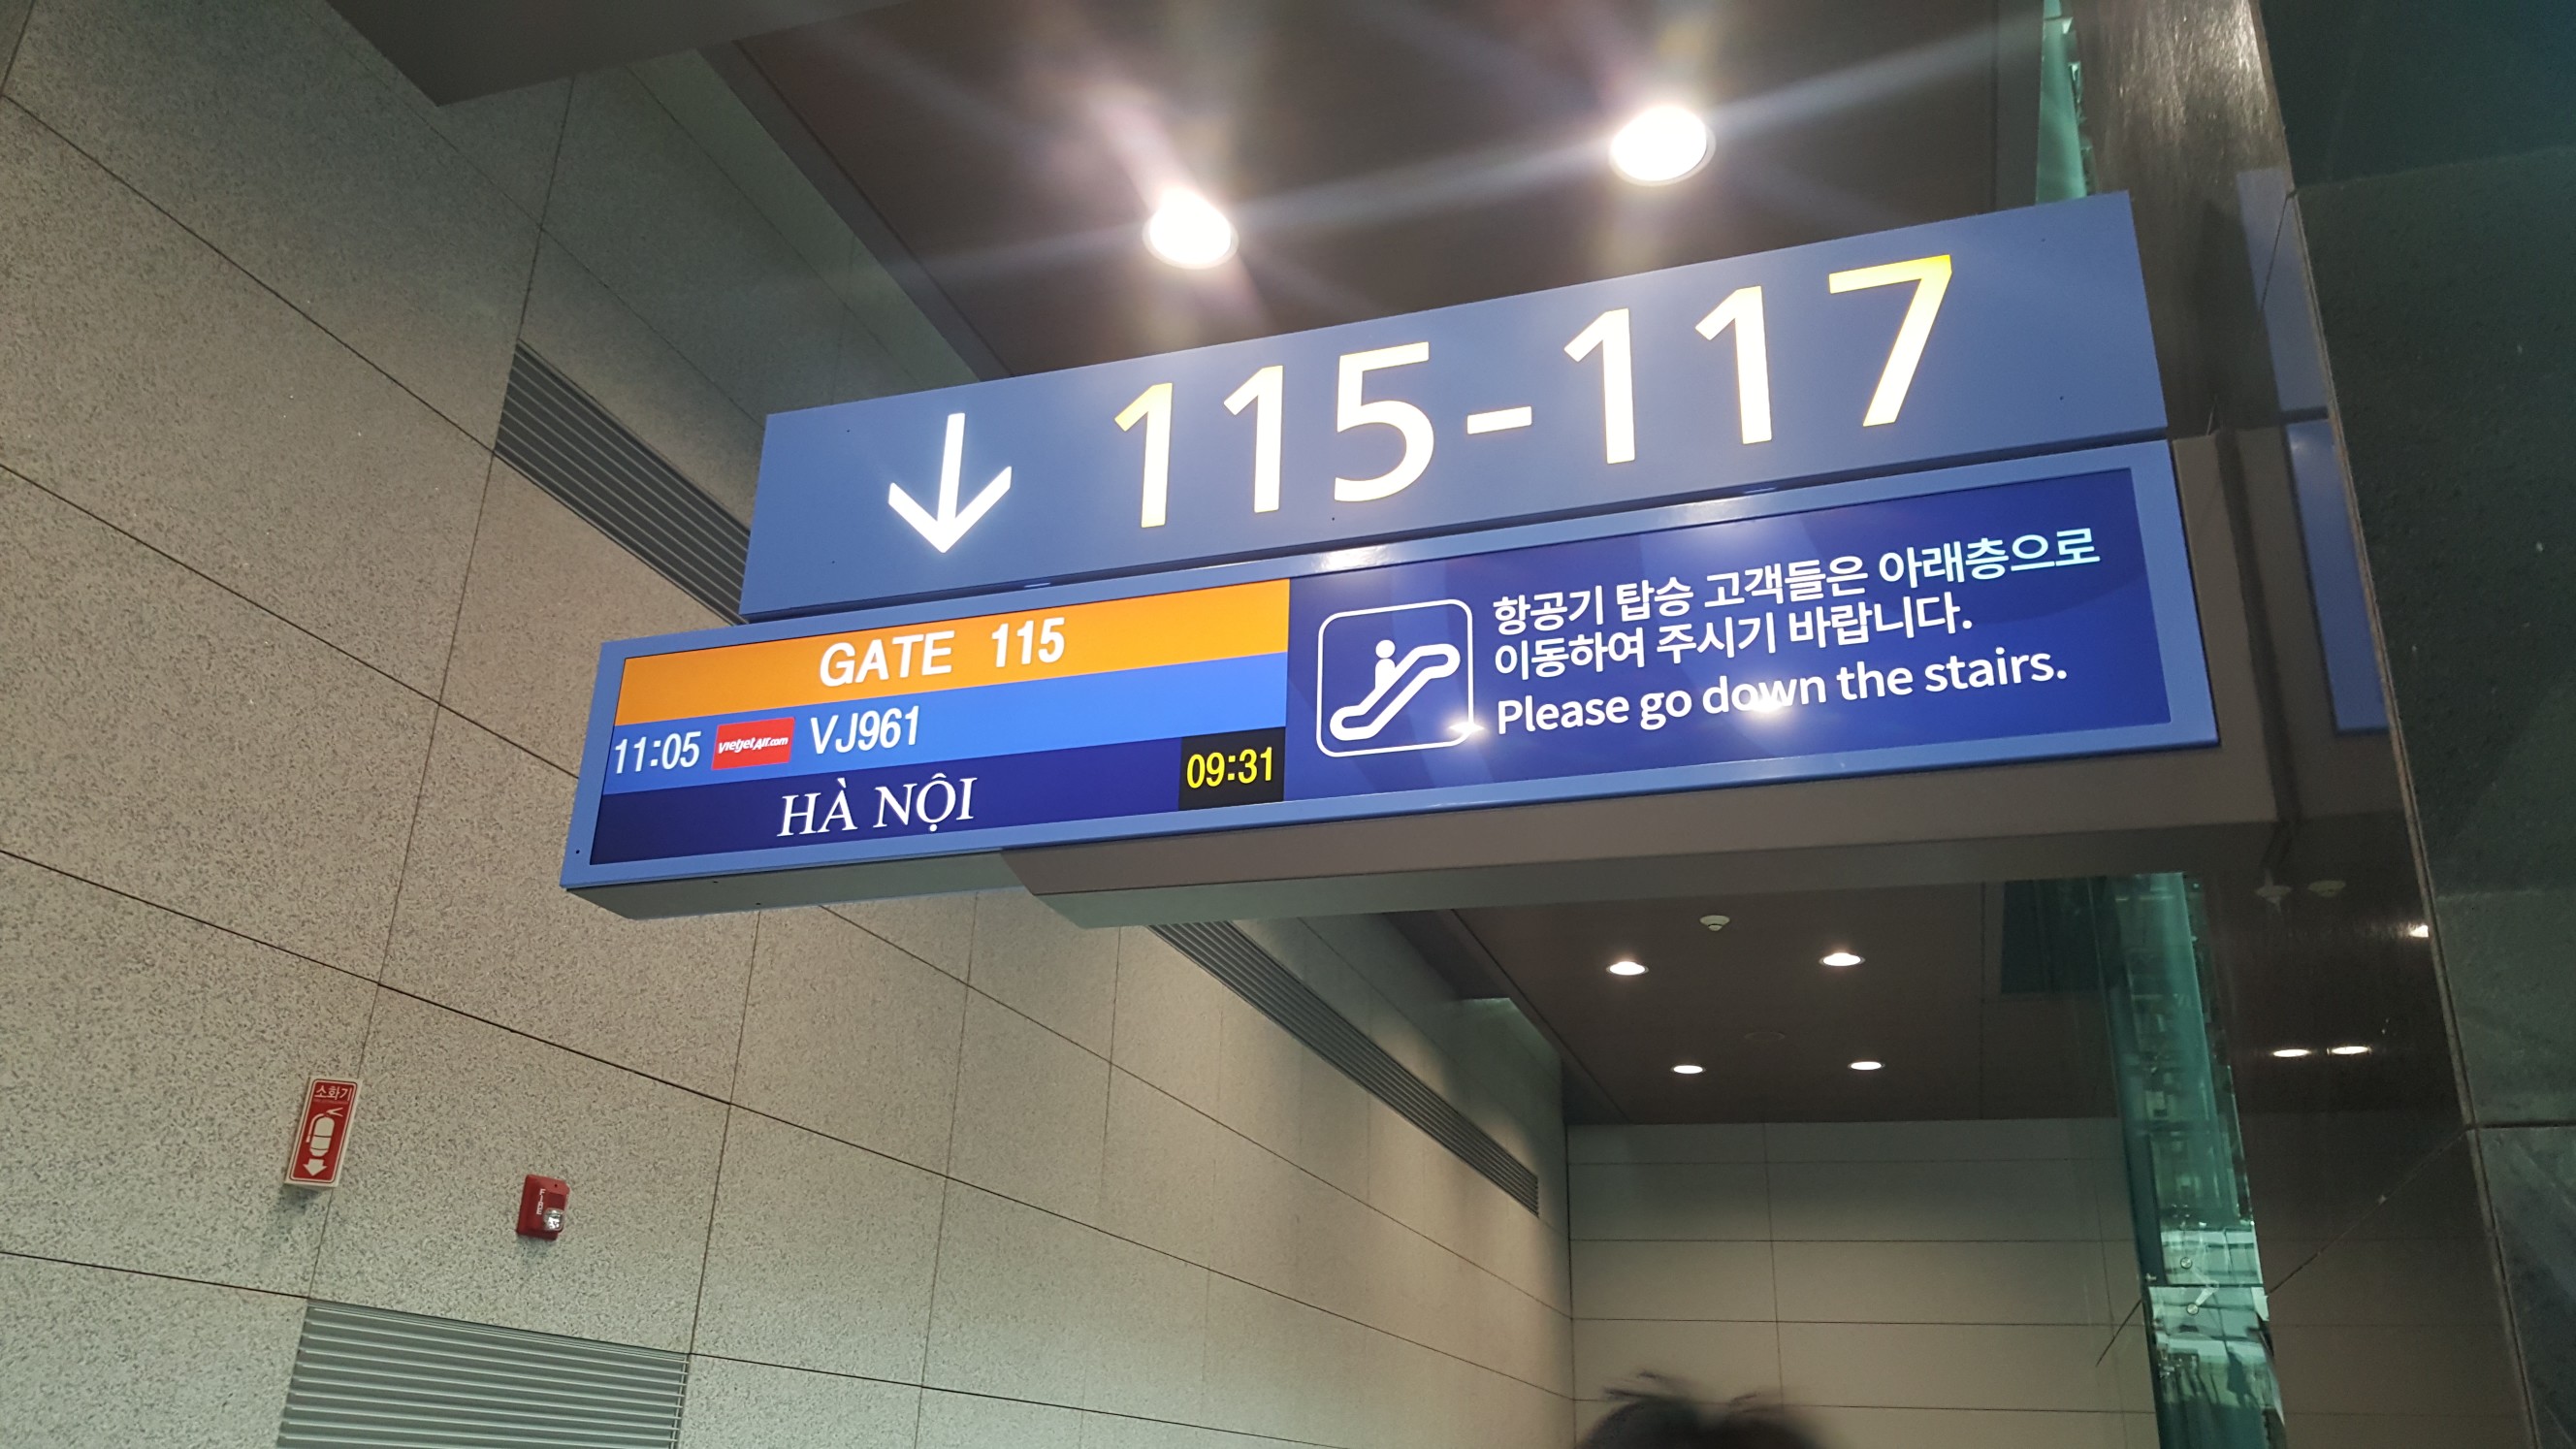 115-117
GATE 115
11:05 vietjetAir.com VJ961
HÀ NỘI
09:31
항공기 탑승 고객들은 아래층으로
이동하여 주시기 바랍니다.
Please go down the stairs.
소화기
FIRE